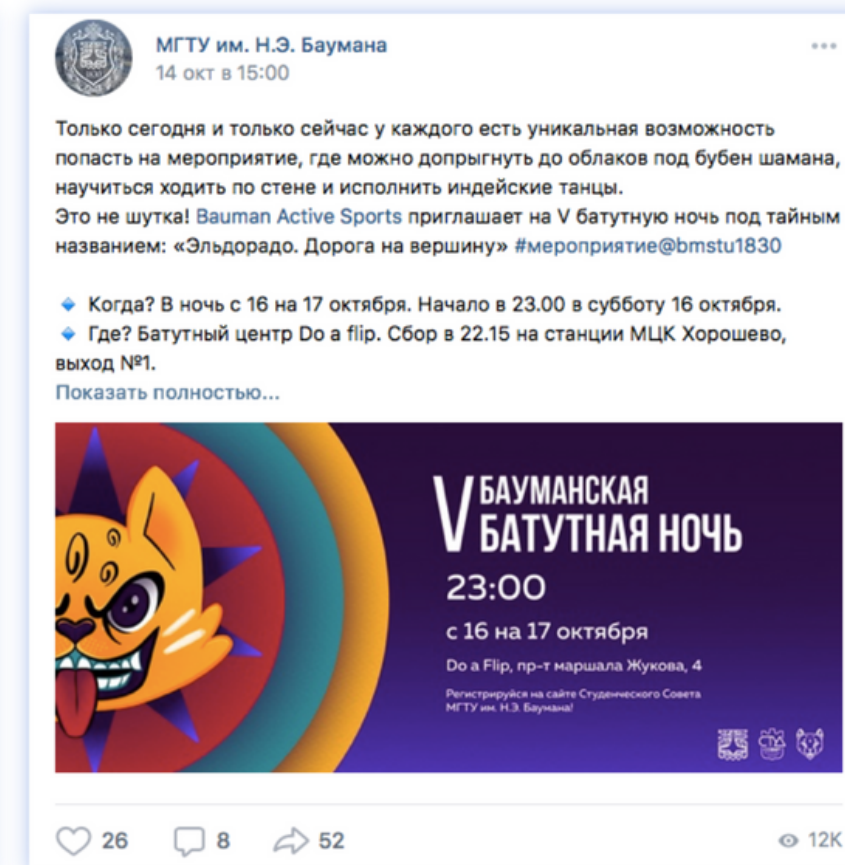 МГТУ им. Н.Э. Баумана
14 окт в 15:00
Только сегодня и только сейчас у каждого есть уникальная возможность
попасть на мероприятие, где можно допрыгнуть до облаков под бубен шамана,
научиться ходить по стене и исполнить индейские танцы.
Это не шутка! Bauman Active Sports приглашает на V батутную ночь под тайным
названием: «Эльдорадо. Дорога на вершину» #мероприятие@bmstu1830
Когда? В ночь с 16 на 17 октября. Начало в 23.00 в субботу 16 октября.
Где? Батутный центр Do a flip. Сбор в 22.15 на станции МЦК Хорошево,
выход №1.
Показать полностью...
V БАУМАНСКАЯ
БАТУТНАЯ НОЧЬ
23:00
с 16 на 17 октября
Do a Flip, пр-т маршала Жукова, 4
Регистрируйся на сайте Студенческого Совета
МГТУ им. Н.Э. Баумана!
26 8 52 12K